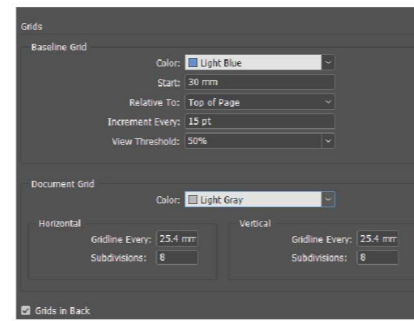 Grids
Baseline Grid
Color: Light Blue
Start: 30 mm
Relative To: Top of Page
Increment Every: 15 pt
View Threshold: 50%
Document Grid
Color: Light Gray
Horizontal Vertical
Gridline Every: 25.4 mm Gridline Every: 25.4 mm
Subdivisions: 8 Subdivisions: 8
Grids in Back